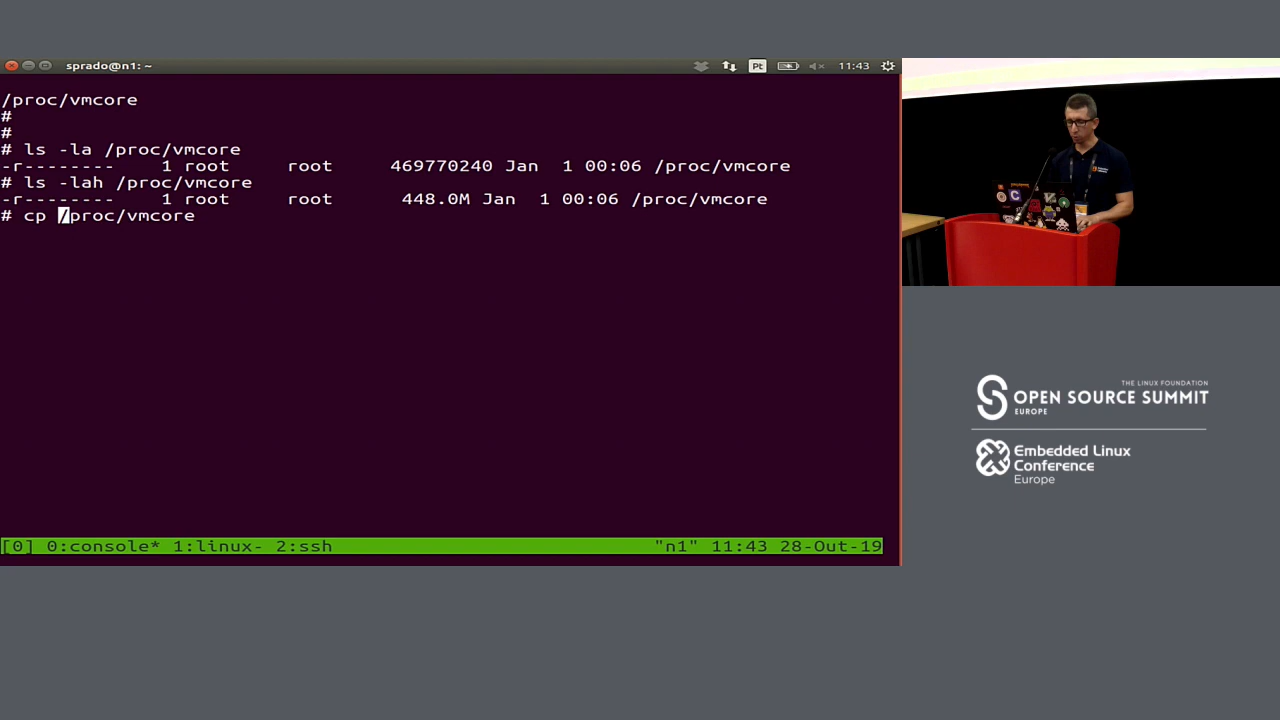 sprado@n1: ~
Pt
11:43
/proc/vmcore
#
#
# ls -la /proc/vmcore
-r-------- 1 root root 469770240 Jan 1 00:06 /proc/vmcore
# ls -lah /proc/vmcore
-r-------- 1 root root 448.0M Jan 1 00:06 /proc/vmcore
# cp /proc/vmcore
[0] 0:console* 1:linux- 2:ssh "n1" 11:43 28-Oct-19
THE LINUX FOUNDATION
OPEN SOURCE SUMMIT
EUROPE
Embedded Linux
Conference
Europe